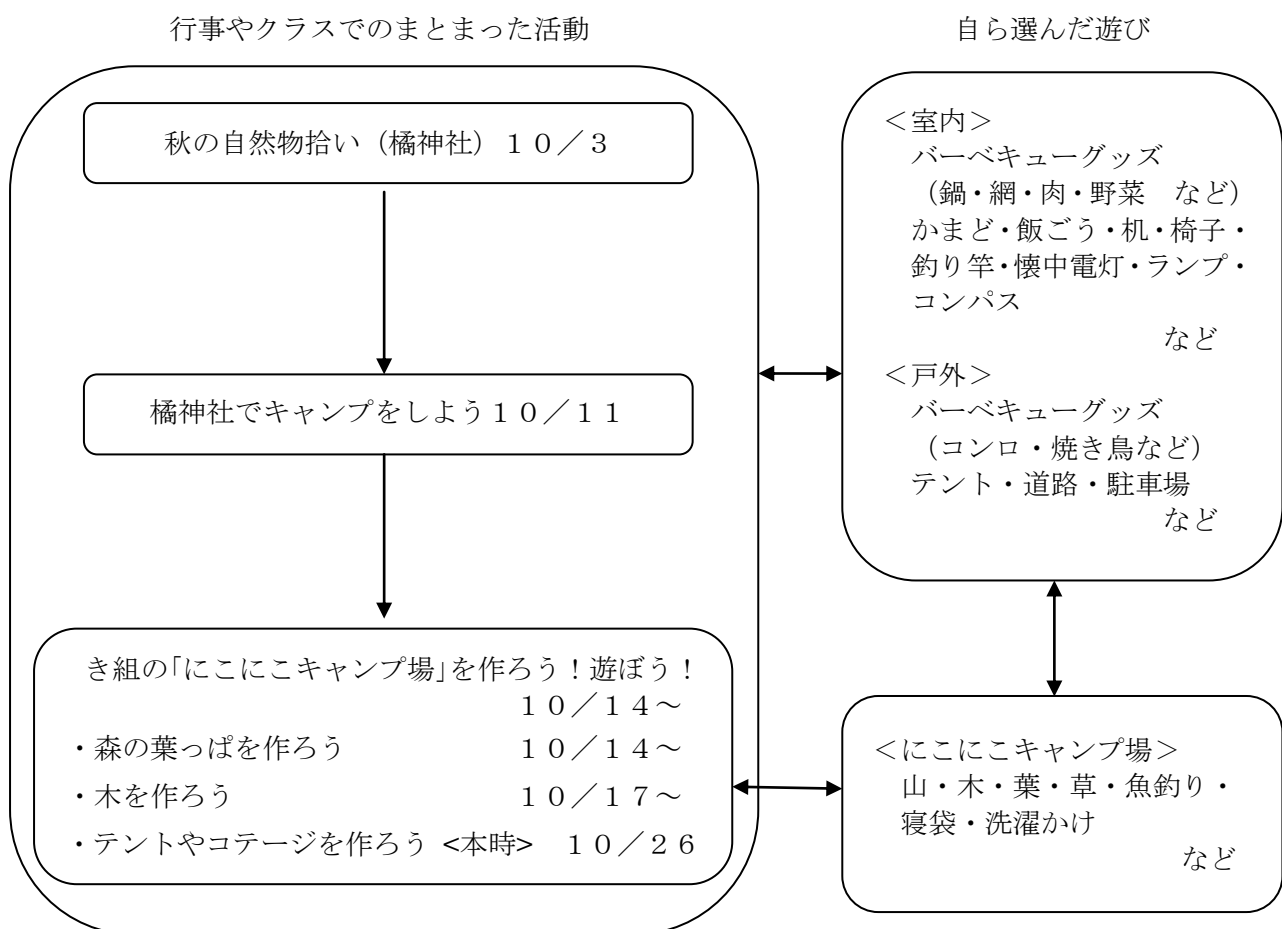 行事やクラスでのまとまった活動
秋の自然物拾い（橘神社）１０／３
橘神社でキャンプをしよう１０／１１
き組の「にこにこキャンプ場」を作ろう！遊ぼう！
１０／１４～
・森の葉っぱを作ろう　１０／１４～
・木を作ろう　１０／１７～
・テントやコテージを作ろう <本時>　１０／２６
自ら選んだ遊び
＜室内＞
バーベキューグッズ
（鍋・網・肉・野菜　など）
かまど・飯ごう・机・椅子・
釣り竿・懐中電灯・ランプ・
コンパス
など
＜戸外＞
バーベキューグッズ
（コンロ・焼き鳥など）
テント・道路・駐車場
など
＜にこにこキャンプ場＞
山・木・葉・草・魚釣り・
寝袋・洗濯かけ
など